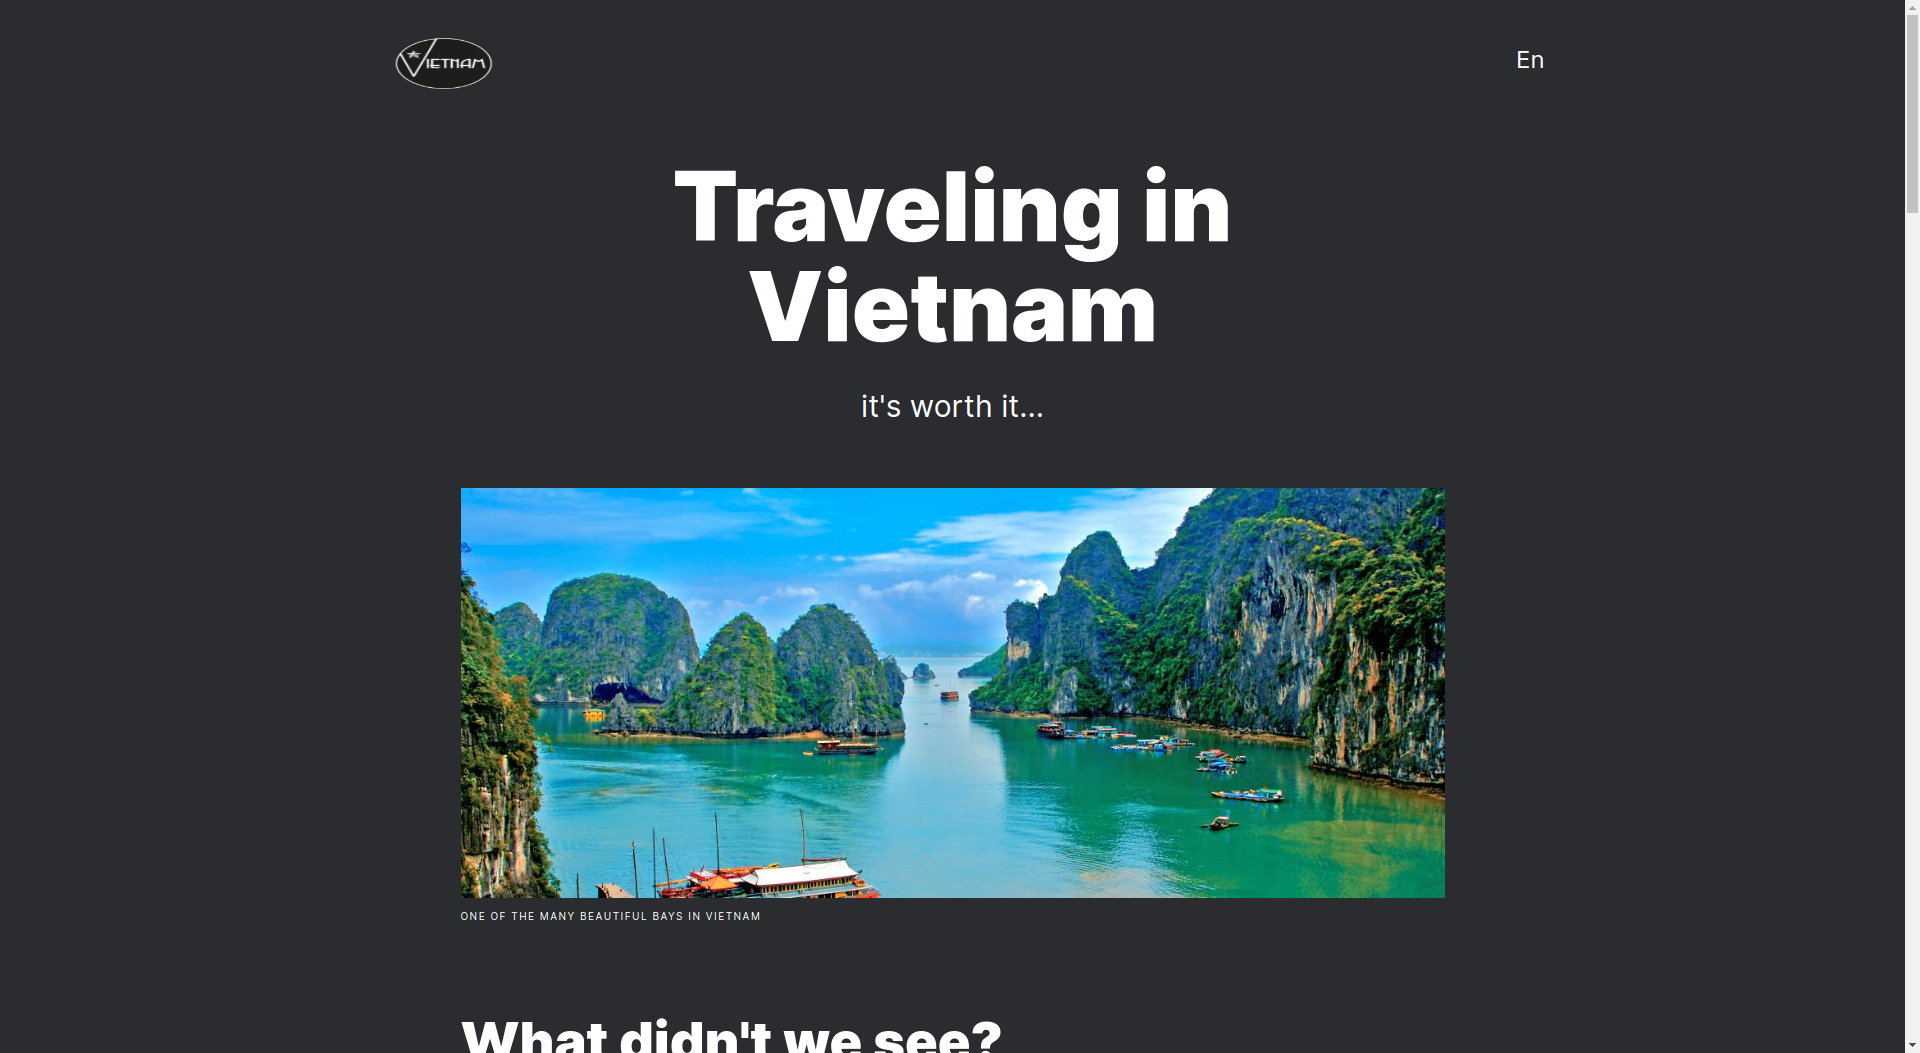 VIETNAM
En
Traveling in
Vietnam
it's worth it...
ONE OF THE MANY BEAUTIFUL BAYS IN VIETNAM
What didn't we see?